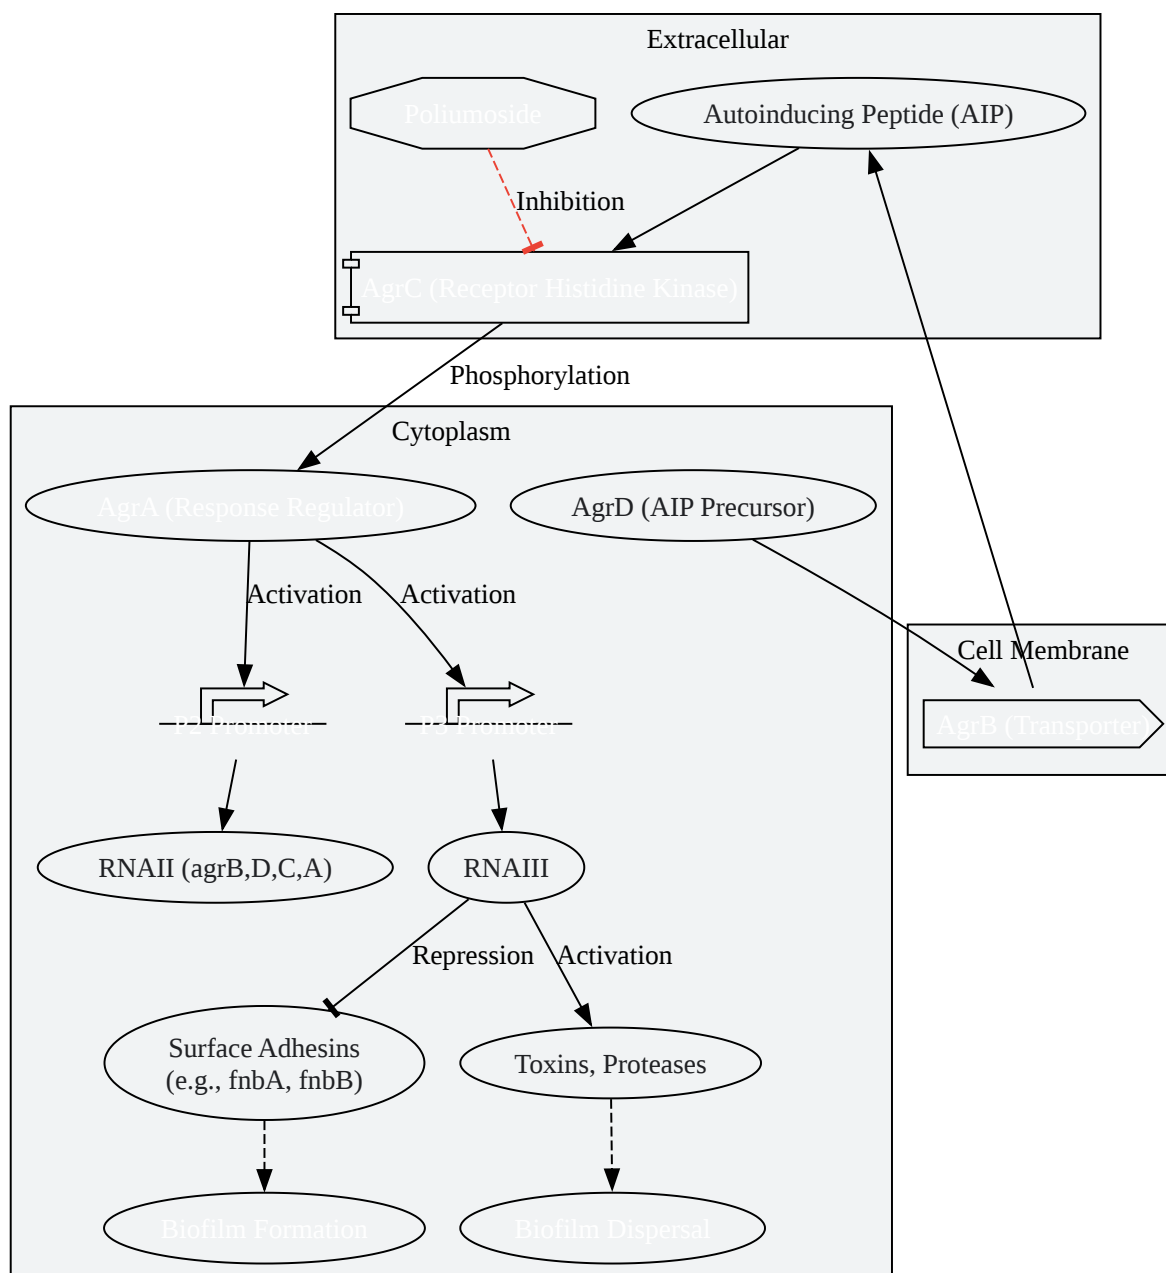 Extracellular
Poliumoside
Autoinducing Peptide (AIP)
Inhibition
AgrC (Receptor Histidine Kinase)
Phosphorylation
Cytoplasm
AgrA (Response Regulator)
AgrD (AIP Precursor)
Activation
Activation
Cell Membrane
P2 Promoter
P3 Promoter
AgrB (Transporter)
RNAII (agrB,D,C,A)
RNAIII
Repression
Activation
Surface Adhesins
(e.g., fnbA, fnbB)
Toxins, Proteases
Biofilm Formation
Biofilm Dispersal